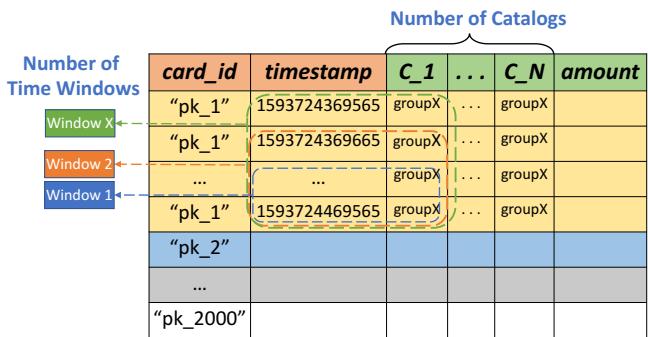 Number of Catalogs
Number of
Time Windows
card_id timestamp C_1 ... C_N amount
"pk_1" 1593724369565 groupX ... groupX
Window X
"pk_1" 1593724369665 groupX ... groupX
Window 2
... ... groupX groupX
Window 1
"pk_1" 1593724469565 groupX ... groupX
"pk_2"
...
"pk_2000"